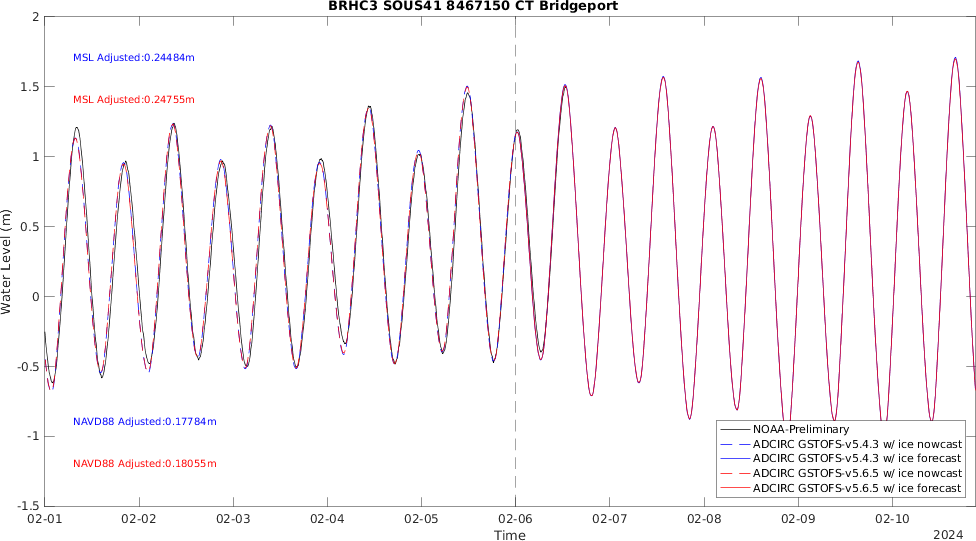 BRHC3 SOUS41 8467150 CT Bridgeport
2
1.5
1
0.5
0
-0.5
-1
-1.5
Water Level (m)
MSL Adjusted:0.24484m
MSL Adjusted:0.24755m
NAVD88 Adjusted:0.17784m
NAVD88 Adjusted:0.18055m
NOAA-Preliminary
ADCIRC GSTOFS-v5.4.3 w/ ice nowcast
ADCIRC GSTOFS-v5.4.3 w/ ice forecast
ADCIRC GSTOFS-v5.6.5 w/ ice nowcast
ADCIRC GSTOFS-v5.6.5 w/ ice forecast
02-01 02-02 02-03 02-04 02-05 02-06 02-07 02-08 02-09 02-10
Time
2024